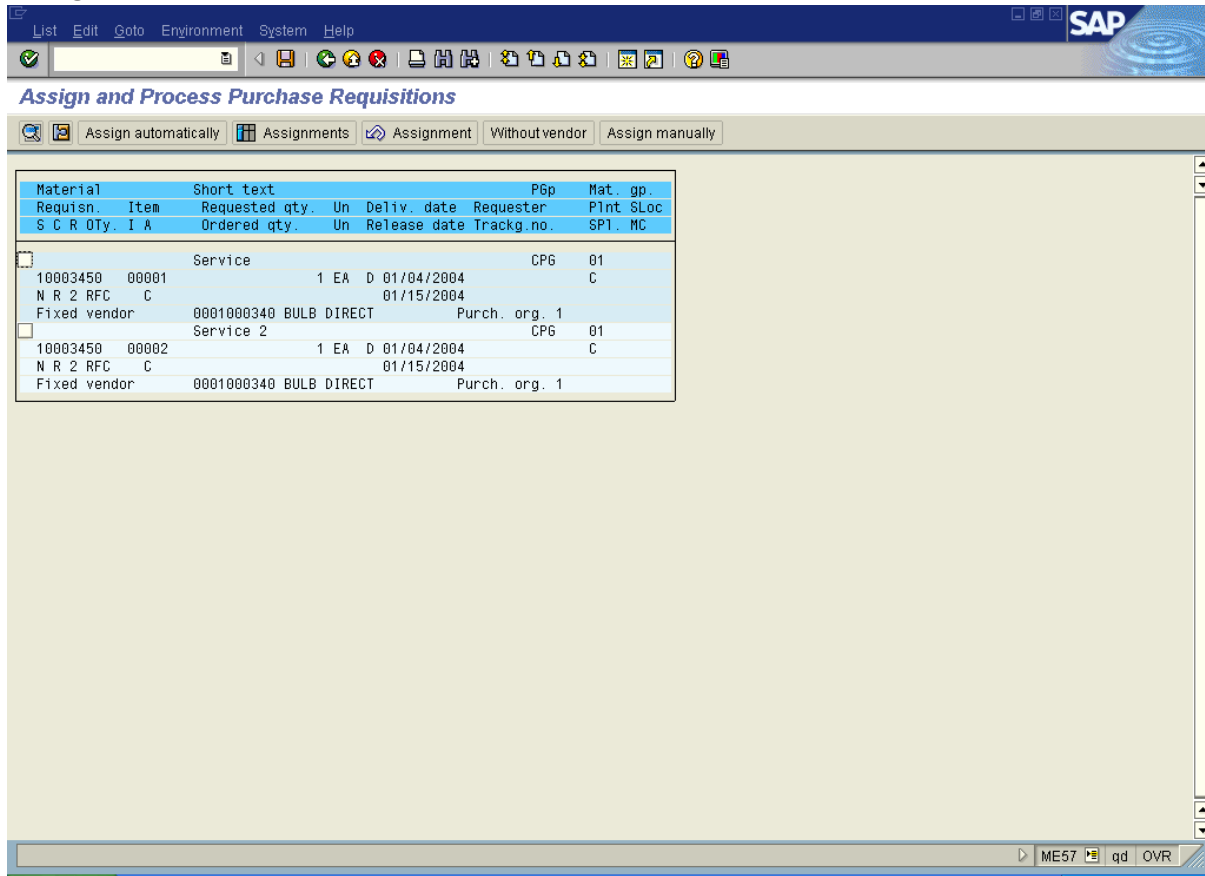 List Edit Goto Environment System Help
SAP
Assign and Process Purchase Requisitions
Assign automatically Assignments Assignment Without vendor Assign manually
Material Short text PGp Mat. gp.
Requisn. Item Requested qty. Un Deliv. date Requester Plnt SLoc
S C R OTy. I A Ordered qty. Un Release date Trackg.no. SPl. MC
Service CPG 01
10003450 00001 1 EA D 01/04/2004 C
N R 2 RFC C 01/15/2004
Fixed vendor 0001000340 BULB DIRECT Purch. org. 1
Service 2 CPG 01
10003450 00002 1 EA D 01/04/2004 C
N R 2 RFC C 01/15/2004
Fixed vendor 0001000340 BULB DIRECT Purch. org. 1
ME57 qd OVR